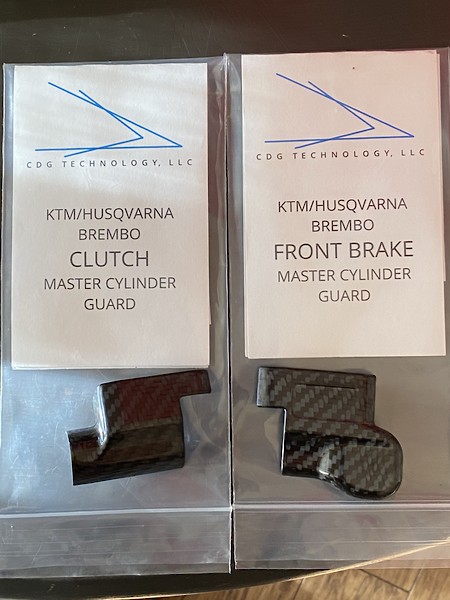 CDG TECHNOLOGY, LLC
KTM/HUSQVARNA
BREMBO
CLUTCH
MASTER CYLINDER
GUARD
CDG TECHNOLOGY, LLC
KTM/HUSQVARNA
BREMBO
FRONT BRAKE
MASTER CYLINDER
GUARD